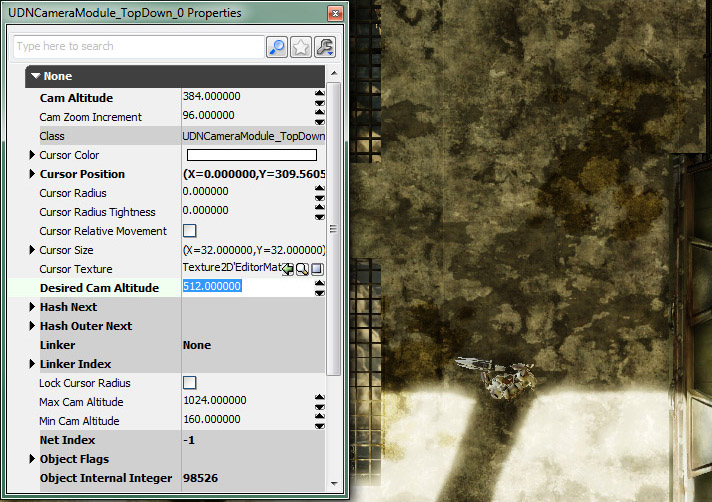 UDNCameraModule_TopDown_0 Properties
Type here to search
None
Cam Altitude 384.000000
Cam Zoom Increment 96.000000
Class UDNCameraModule_TopDown
Cursor Color
Cursor Position (X=0.000000,Y=309.5605
Cursor Radius 0.000000
Cursor Radius Tightness 0.000000
Cursor Relative Movement
Cursor Size (X=32.000000,Y=32.000000)
Cursor Texture Texture2D'EditorMat
Desired Cam Altitude 512.000000
Hash Next
Hash Outer Next
Linker None
Linker Index
Lock Cursor Radius
Max Cam Altitude 1024.000000
Min Cam Altitude 160.000000
Net Index -1
Object Flags
Object Internal Integer 98526